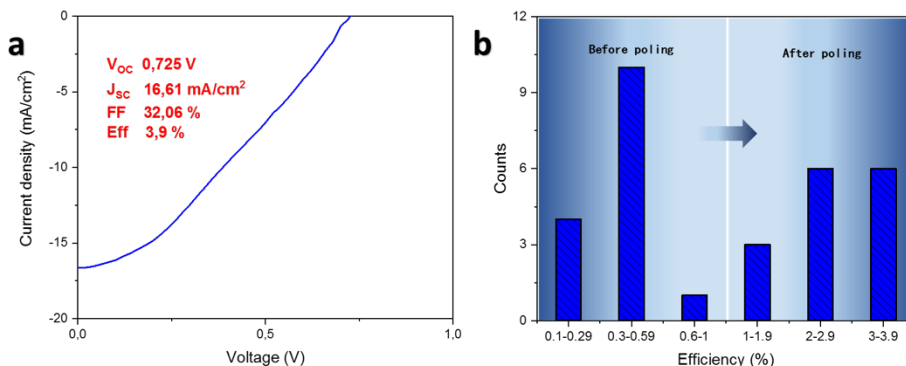 a
V_OC 0,725 V
J_SC 16,61 mA/cm²
FF 32,06 %
Eff 3,9 %
Current density (mA/cm²)
0
-5
-10
-15
-20
0,0
0,5
1,0
Voltage (V)
b
Before poling
After poling
Counts
12
9
6
3
0
0.1-0.29
0.3-0.59
0.6-1
1-1.9
2-2.9
3-3.9
Efficiency (%)